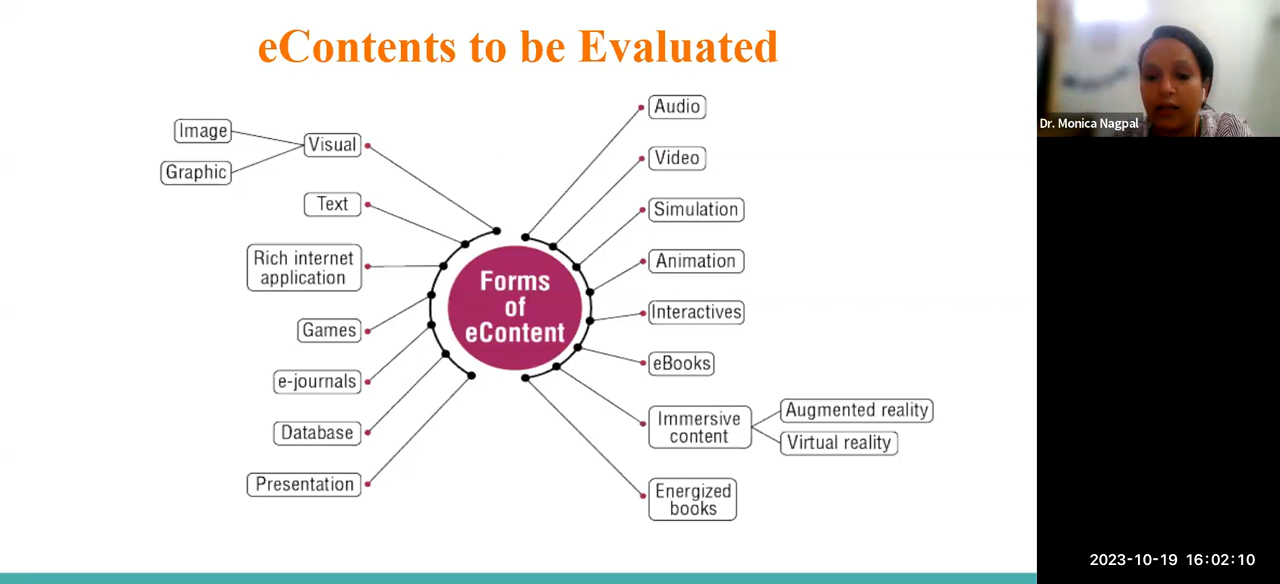 eContents to be Evaluated
Image
Graphic
Visual
Text
Rich internet
application
Games
e-journals
Database
Presentation
Forms
of
eContent
Audio
Video
Simulation
Animation
Interactives
eBooks
Immersive
content
Augmented reality
Virtual reality
Energized
books
Dr. Monica Nagpal
2023-10-19 16:02:10